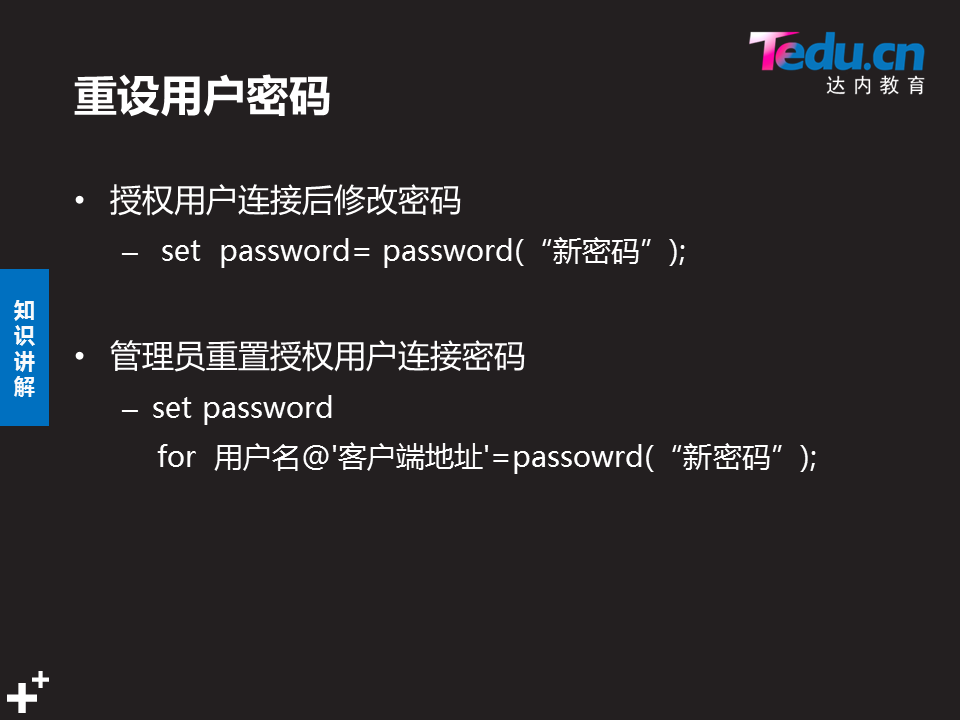 Tedu.cn
达内教育
重设用户密码
• 授权用户连接后修改密码
– set password= password(“新密码”);
知识讲解
• 管理员重置授权用户连接密码
– set password
for 用户名@'客户端地址'=passowrd(“新密码”);